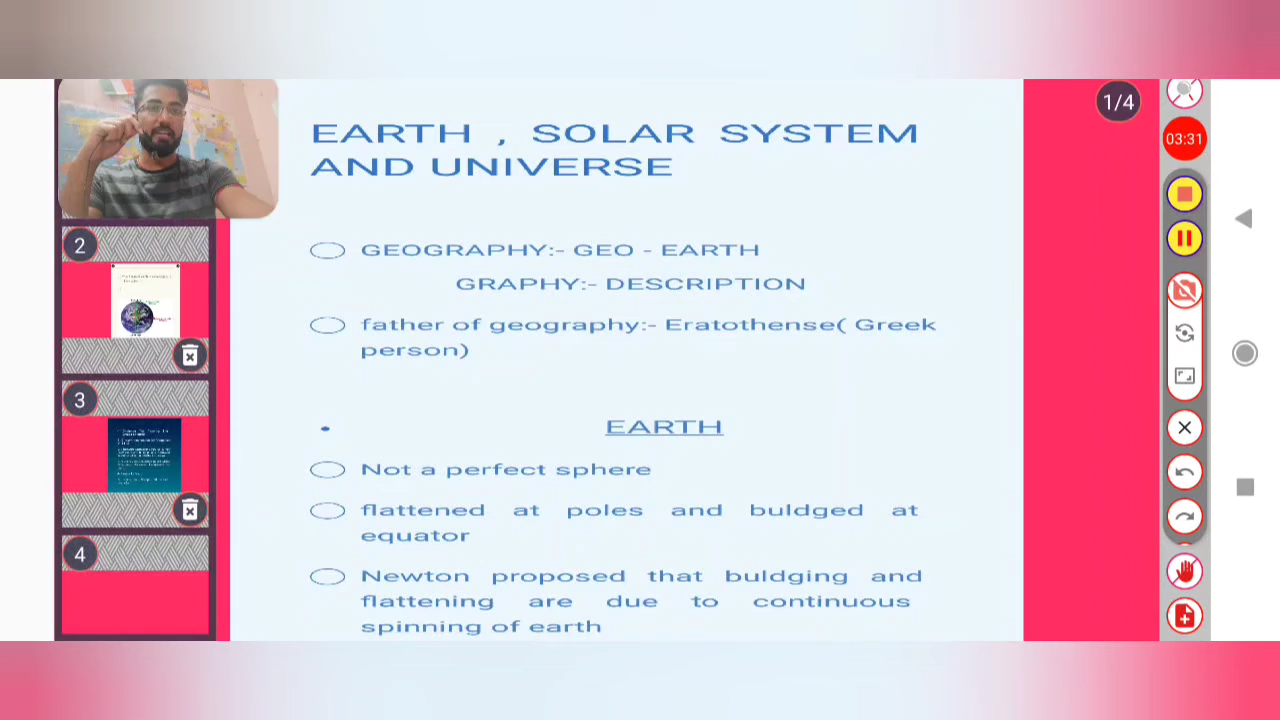 EARTH , SOLAR SYSTEM
AND UNIVERSE
GEOGRAPHY:- GEO - EARTH
GRAPHY:- DESCRIPTION
father of geography:- Eratothense( Greek
person)
EARTH
Not a perfect sphere
flattened at poles and buldged at
equator
Newton proposed that buldging and
flattening are due to continuous
spinning of earth
2
3
4
1/4
03:31